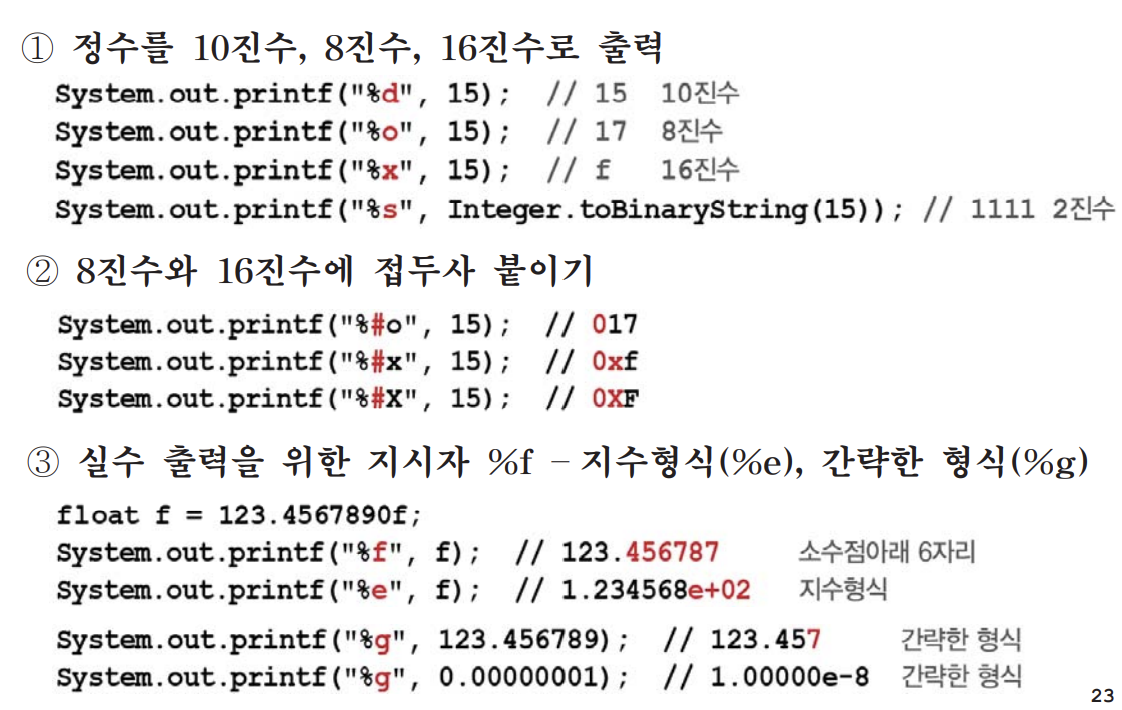 ① 정수를 10진수, 8진수, 16진수로 출력
System.out.printf("%d", 15); // 15 10진수
System.out.printf("%o", 15); // 17 8진수
System.out.printf("%x", 15); // f 16진수
System.out.printf("%s", Integer.toBinaryString(15)); // 1111 2진수
② 8진수와 16진수에 접두사 붙이기
System.out.printf("%#o", 15); // 017
System.out.printf("%#x", 15); // 0xf
System.out.printf("%#X", 15); // 0XF
③ 실수 출력을 위한 지시자 %f – 지수형식(%e), 간략한 형식(%g)
float f = 123.4567890f;
System.out.printf("%f", f); // 123.456787 소수점아래 6자리
System.out.printf("%e", f); // 1.234568e+02 지수형식
System.out.printf("%g", 123.456789); // 123.457 간략한 형식
System.out.printf("%g", 0.00000001); // 1.00000e-8 간략한 형식
23